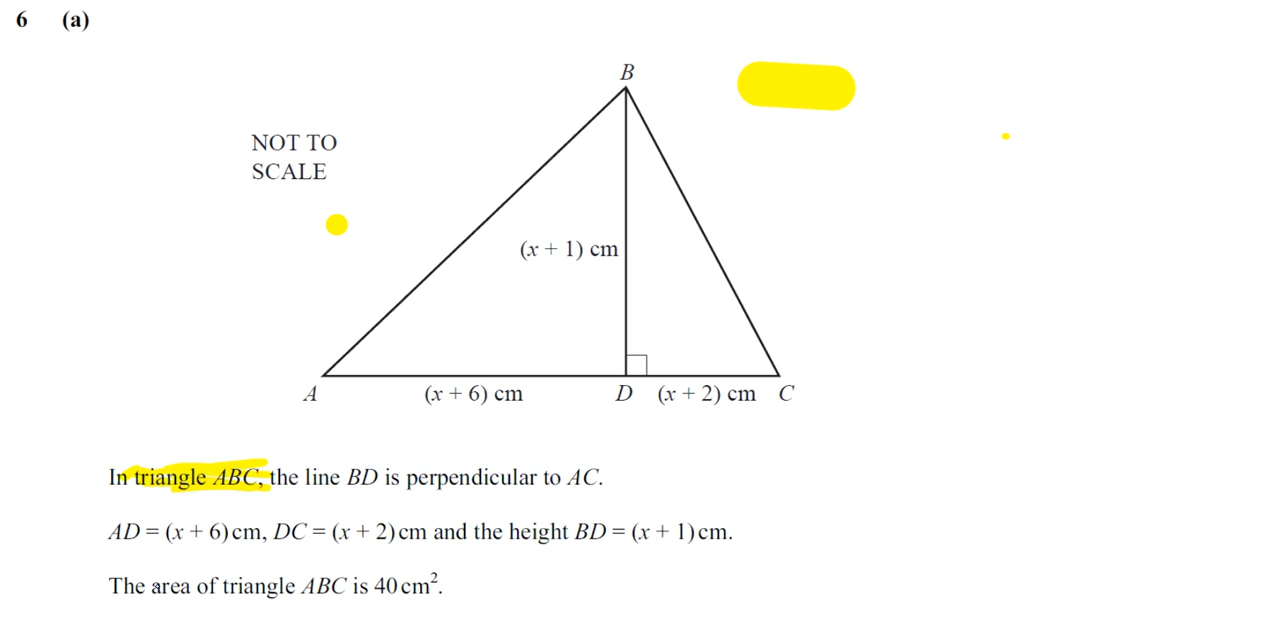 6 (a)
B
NOT TO
SCALE
(x + 1) cm
A (x + 6) cm D (x + 2) cm C
In triangle ABC, the line BD is perpendicular to AC.
AD = (x + 6) cm, DC = (x + 2) cm and the height BD = (x + 1) cm.
The area of triangle ABC is 40 cm².